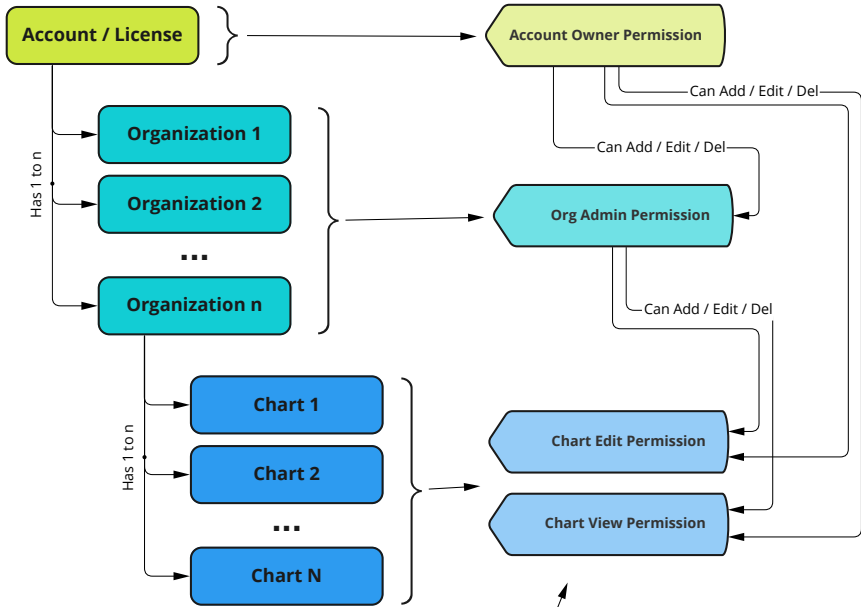 Account / License
Account Owner Permission
Can Add / Edit / Del
Organization 1
Can Add / Edit / Del
Has 1 to n
Organization 2
Org Admin Permission
...
Organization n
Can Add / Edit / Del
Chart 1
Chart Edit Permission
Has 1 to n
Chart 2
Chart View Permission
...
Chart N